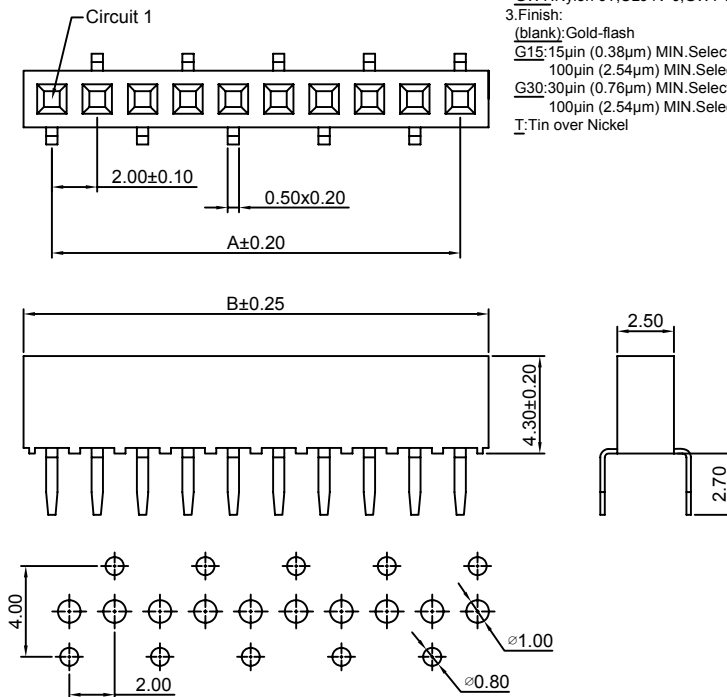 3.Finish:
(blank):Gold-flash
G15:15µin (0.38µm) MIN.Selec
100µin (2.54µm) MIN.Selec
G30:30µin (0.76µm) MIN.Selec
100µin (2.54µm) MIN.Selec
T:Tin over Nickel
Circuit 1
2.00±0.10
0.50x0.20
A±0.20
B±0.25
2.50
4.30±0.20
2.70
4.00
⌀1.00
2.00
⌀0.80